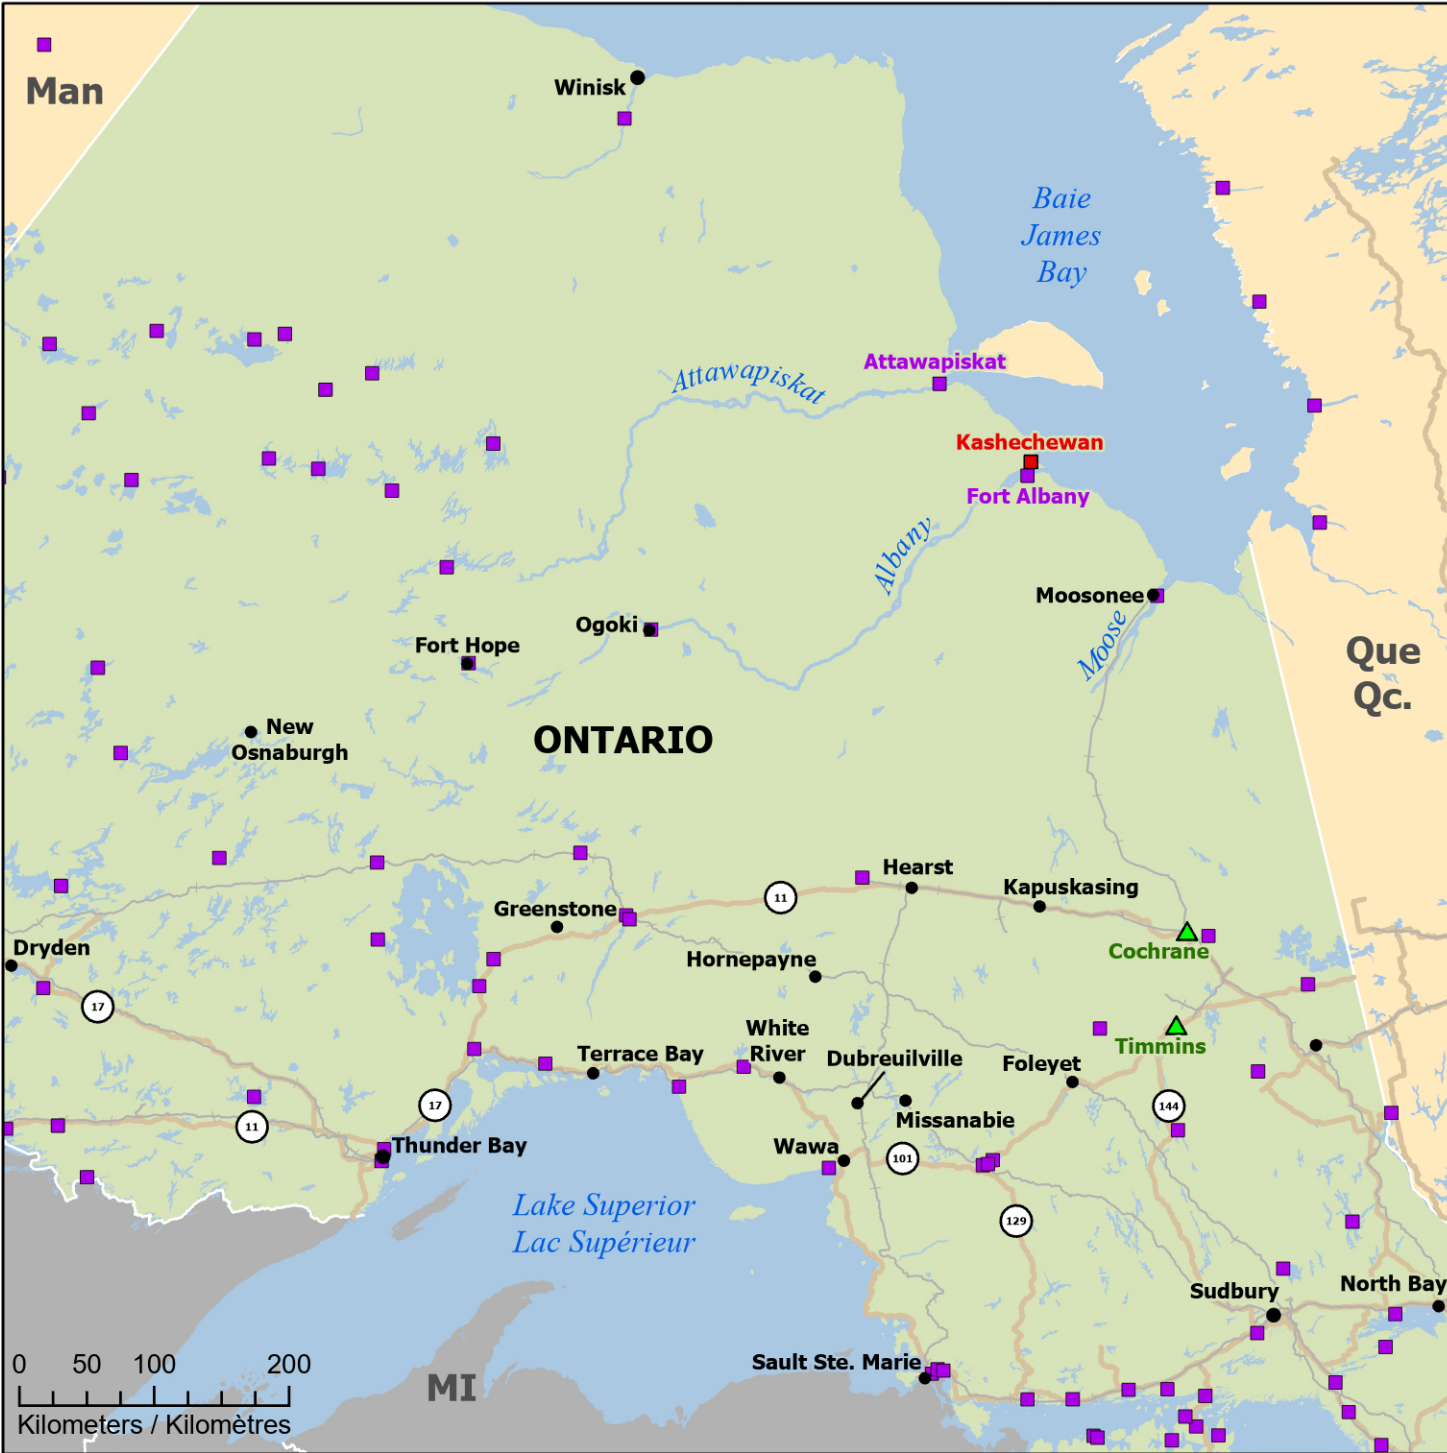 Man
Winisk
Baie
James
Bay
Attawapiskat
Attawapiskat
Kashechewan
Fort Albany
Albany
Moosonee
Moose
Ogoki
Fort Hope
Que
Qc.
New
Osnaburgh
ONTARIO
Hearst
Kapuskasing
11
Greenstone
Cochrane
Dryden
Hornepayne
17
White
River
Timmins
Terrace Bay
Dubreuilville
Foleyet
17
144
11
Missanabie
Thunder Bay
Wawa
101
Lake Superior
Lac Supérieur
129
Sudbury
North Bay
Sault Ste. Marie
MI
0 50 100 200
Kilometers / Kilomètres